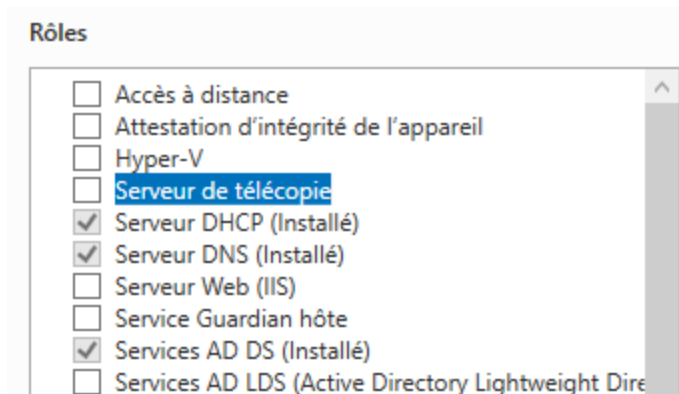 Rôles
Accès à distance
Attestation d’intégrité de l’appareil
Hyper-V
Serveur de télécopie
Serveur DHCP (Installé)
Serveur DNS (Installé)
Serveur Web (IIS)
Service Guardian hôte
Services AD DS (Installé)
Services AD LDS (Active Directory Lightweight Dire